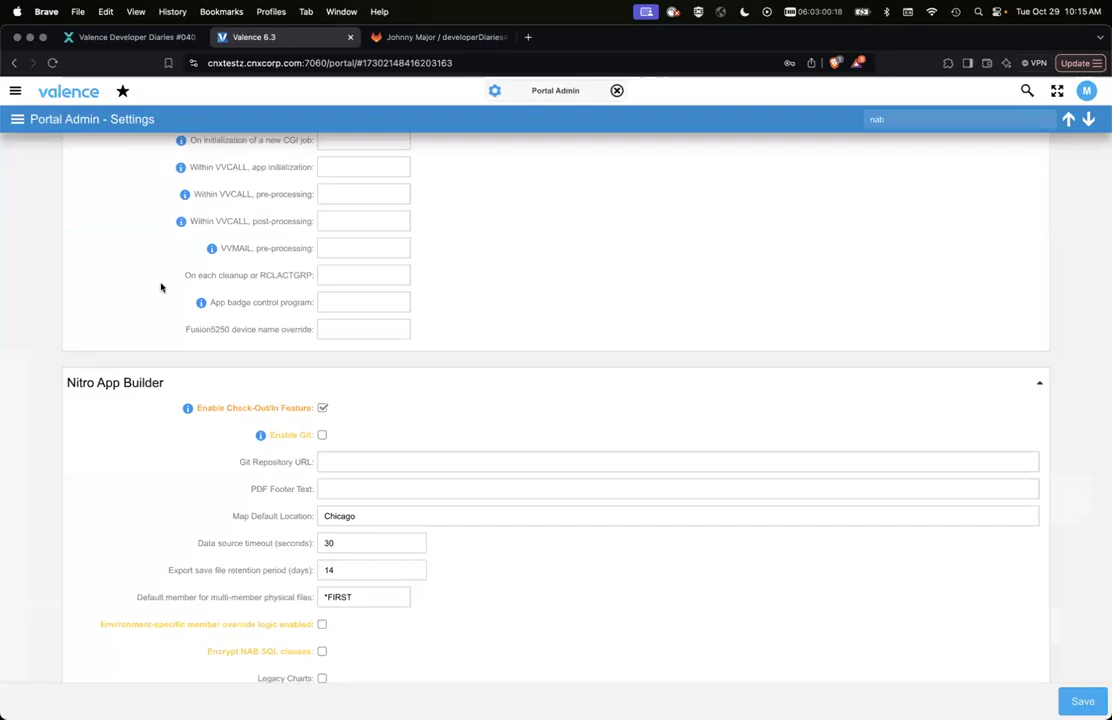 Brave File Edit View History Bookmarks Profiles Tab Window Help 06:03:00:18 Tue Oct 29 10:15 AM
Valence Developer Diaries #040 Valence 6.3 Johnny Major / developerDiaries4
cnxtestz.cnxcorp.com:7060/portal/#17302148416203163 VPN Update
valence Portal Admin M
Portal Admin - Settings nab
On initialization of a new CGI job:
Within VVCALL, app initialization:
Within VVCALL, pre-processing:
Within VVCALL, post-processing:
VVMAIL, pre-processing:
On each cleanup or RCLACTGRP:
App badge control program:
Fusion5250 device name override:
Nitro App Builder
Enable Check-Out/In Feature:
Enable Git:
Git Repository URL:
PDF Footer Text:
Map Default Location: Chicago
Data source timeout (seconds): 30
Export save file retention period (days): 14
Default member for multi-member physical files: *FIRST
Environment-specific member override logic enabled:
Encrypt NAB SQL clauses:
Legacy Charts:
Save